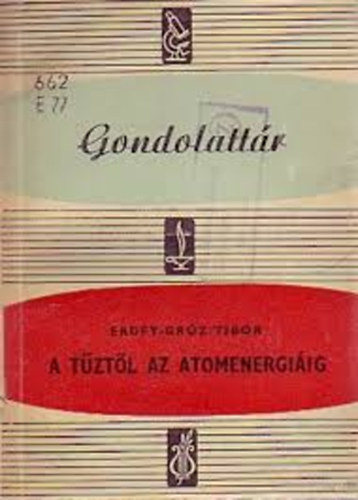 662
E 77
Gondolattár
ERDEY-GRÚZ TIBOR
A TŰZTŐL AZ ATOMENERGIÁIG